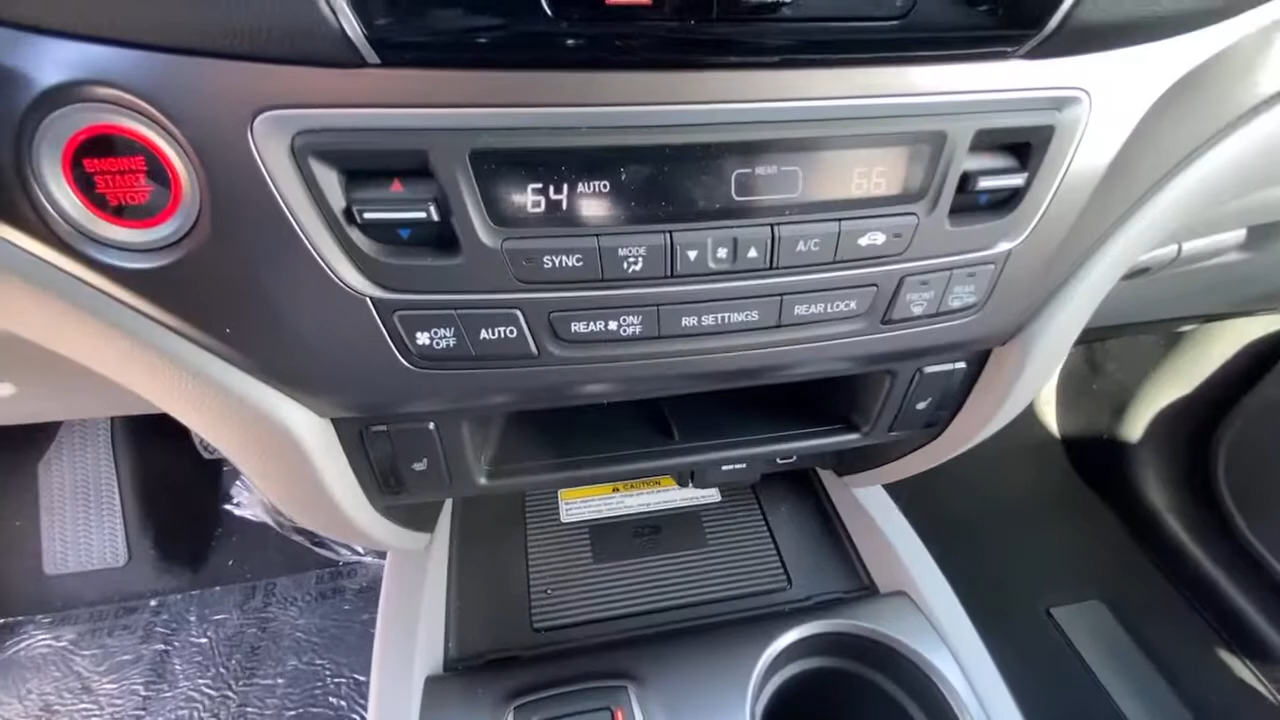 ENGINE
START
STOP
64 AUTO
REAR
66
SYNC
MODE
A/C
ON/
OFF
AUTO
REAR ON/
OFF
RR SETTINGS
REAR LOCK
FRONT
REAR
CAUTION